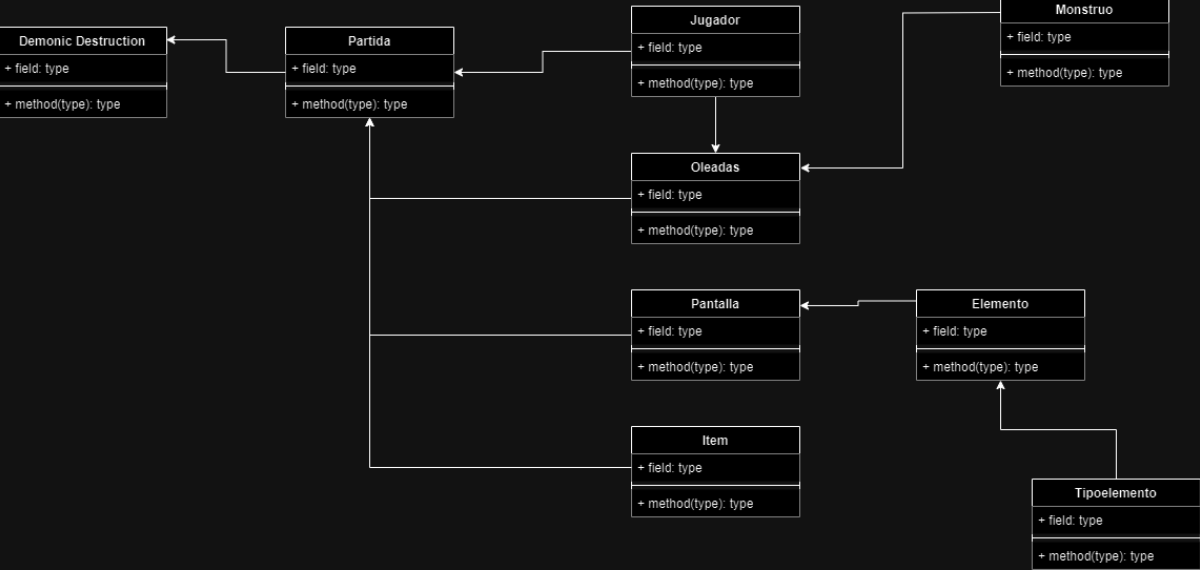 Demonic Destruction
+ field: type
+ method(type): type
Partida
+ field: type
+ method(type): type
Jugador
+ field: type
+ method(type): type
Monstruo
+ field: type
+ method(type): type
Oleadas
+ field: type
+ method(type): type
Pantalla
+ field: type
+ method(type): type
Elemento
+ field: type
+ method(type): type
Item
+ field: type
+ method(type): type
Tipoelemento
+ field: type
+ method(type): type